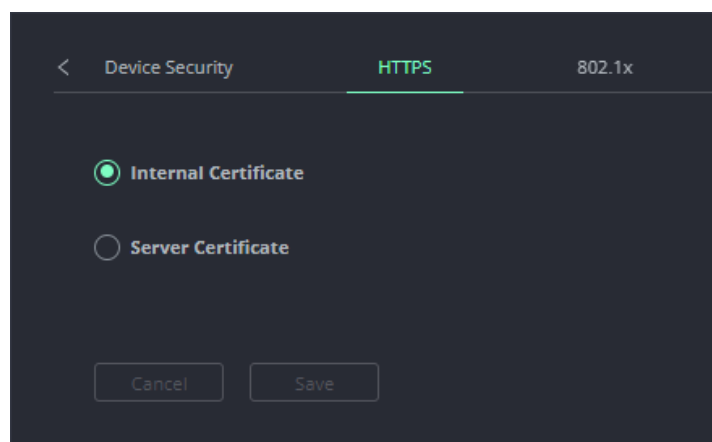 < Device Security HTTPS 802.1x
Internal Certificate
Server Certificate
Cancel Save